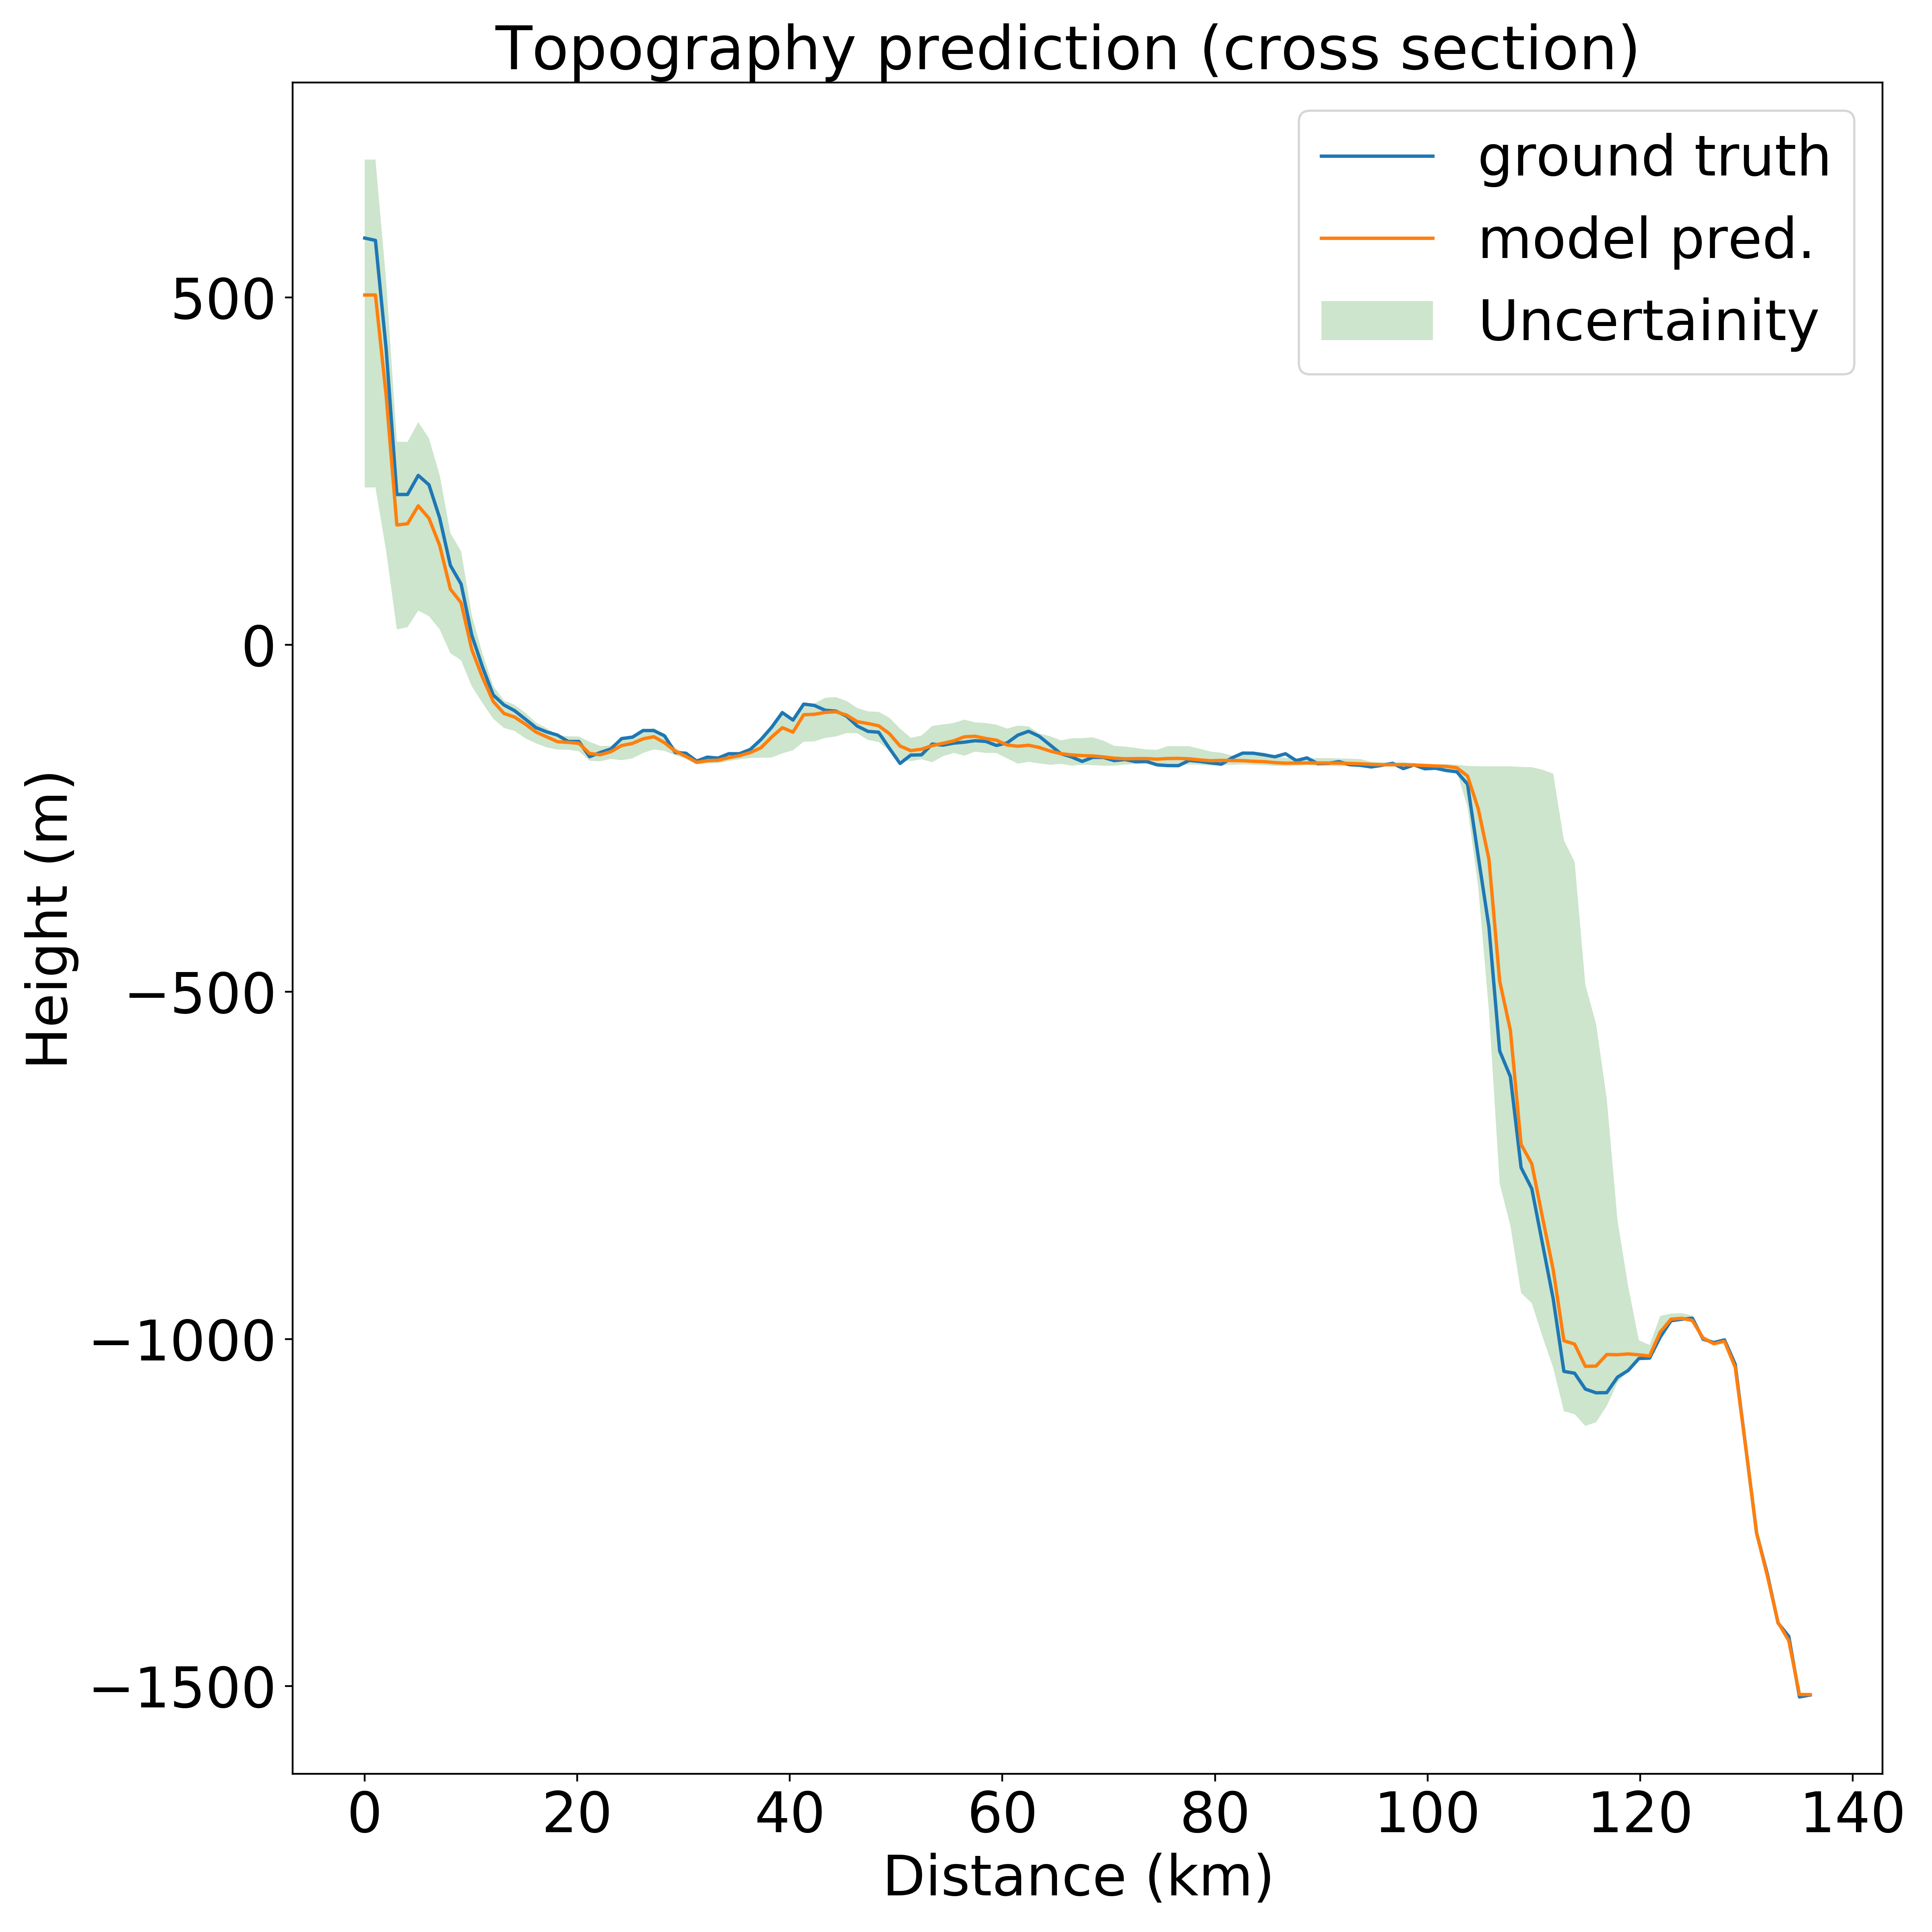 Topography prediction (cross section)
ground truth
model pred.
Uncertainity
Height (m)
500
0
−500
−1000
−1500
0 20 40 60 80 100 120 140
Distance (km)